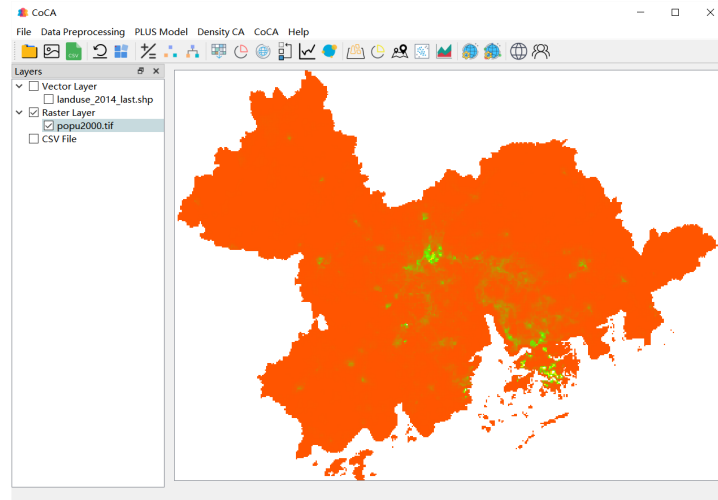 CoCA
File Data Preprocessing PLUS Model Density CA CoCA Help
CSV
Layers
Vector Layer
landuse_2014_last.shp
Raster Layer
popu2000.tif
CSV File